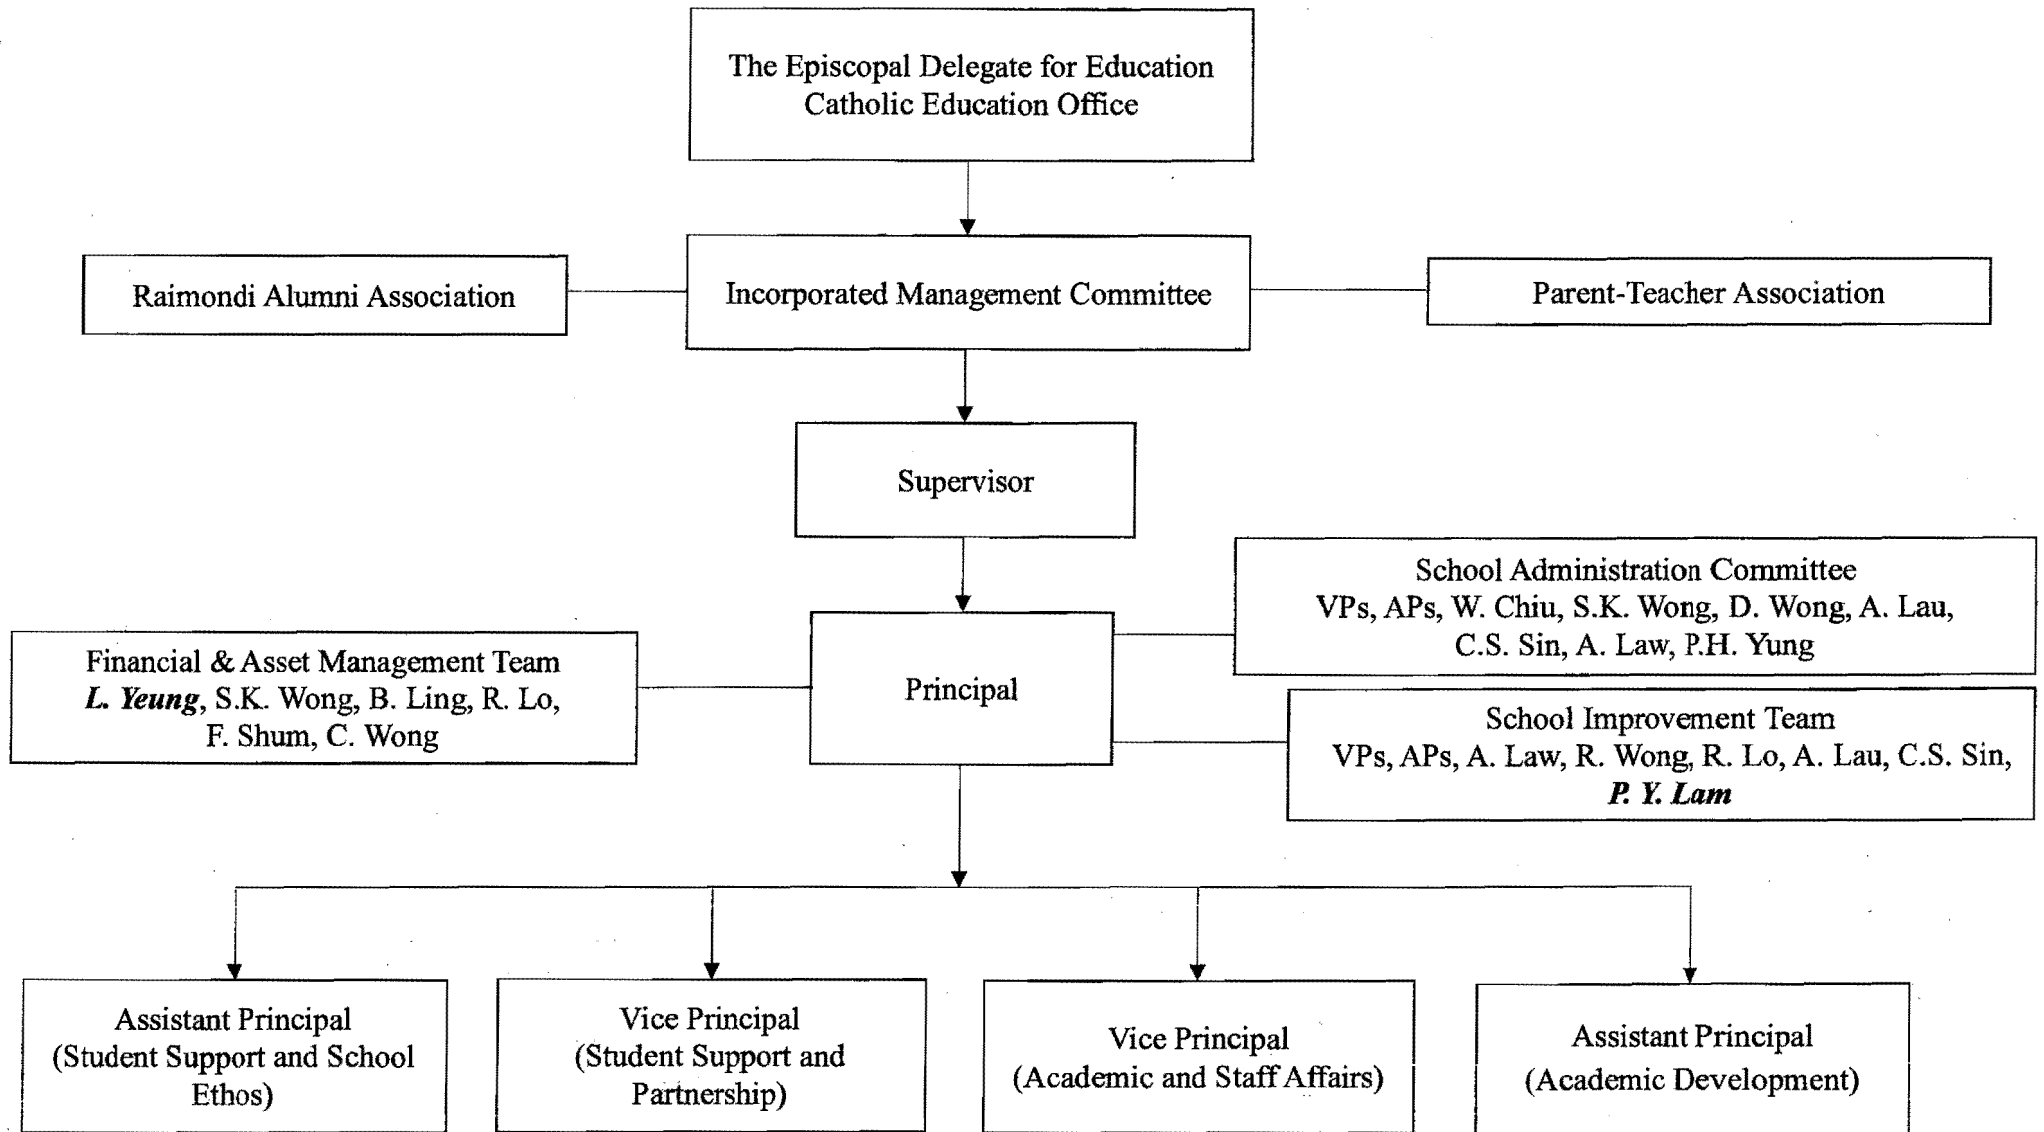 The Episcopal Delegate for Education
Catholic Education Office
Raimondi Alumni Association
Incorporated Management Committee
Parent-Teacher Association
Supervisor
School Administration Committee
VPs, APs, W. Chiu, S.K. Wong, D. Wong, A. Lau,
C.S. Sin, A. Law, P.H. Yung
Financial & Asset Management Team
L. Yeung, S.K. Wong, B. Ling, R. Lo,
F. Shum, C. Wong
Principal
School Improvement Team
VPs, APs, A. Law, R. Wong, R. Lo, A. Lau, C.S. Sin,
P. Y. Lam
Assistant Principal
(Student Support and School
Ethos)
Vice Principal
(Student Support and
Partnership)
Vice Principal
(Academic and Staff Affairs)
Assistant Principal
(Academic Development)